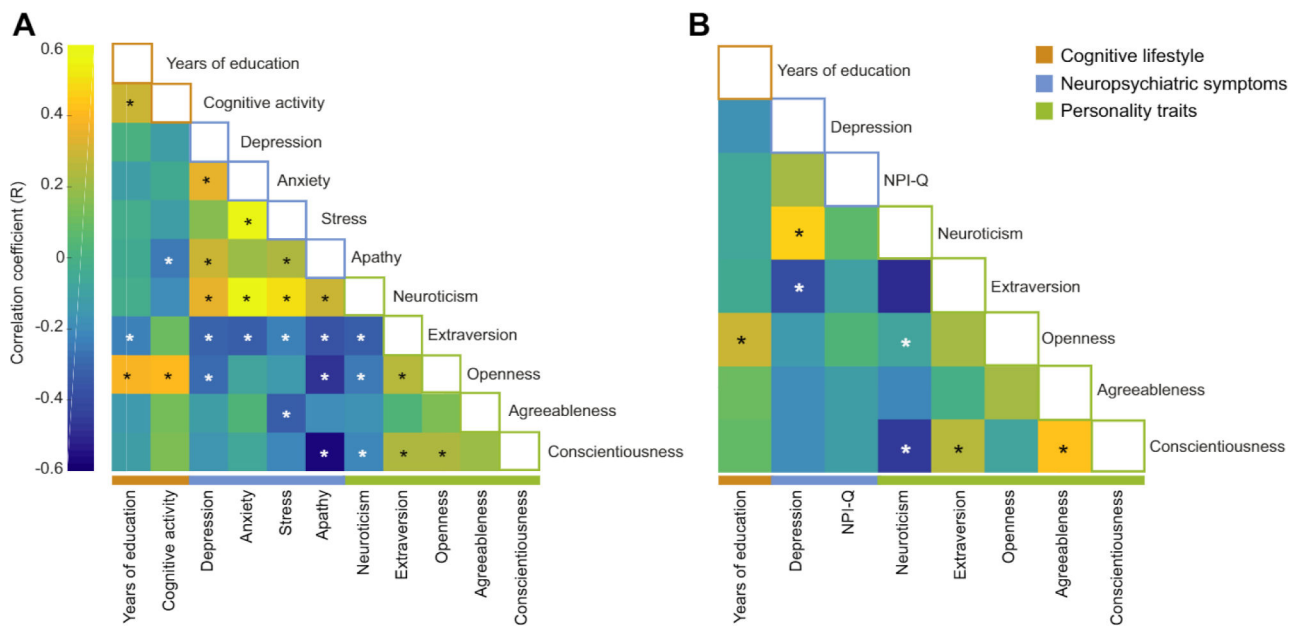 A
B
0.6
0.4
0.2
0
-0.2
-0.4
-0.6
Correlation coefficient (R)
Years of education
Cognitive activity
Depression
Anxiety
Stress
Apathy
Neuroticism
Extraversion
Openness
Agreeableness
Conscientiousness
* 
*
*
* * *
* * * *
* * * * * *
* * * * * *
*
* * * *
Years of education
Cognitive activity
Depression
Anxiety
Stress
Apathy
Neuroticism
Extraversion
Openness
Agreeableness
Conscientiousness
Years of education
Depression
NPI-Q
Neuroticism
Extraversion
Openness
Agreeableness
Conscientiousness
*
*
* *
* * *
Years of education
Depression
NPI-Q
Neuroticism
Extraversion
Openness
Agreeableness
Conscientiousness
Cognitive lifestyle
Neuropsychiatric symptoms
Personality traits